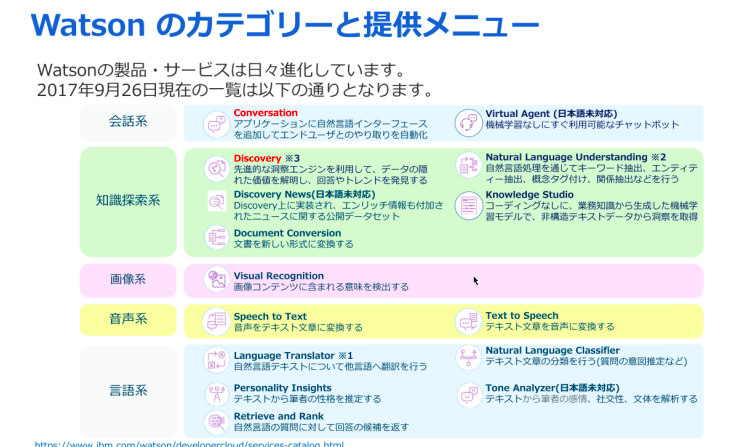 Watson のカテゴリーと提供メニュー
Watsonの製品・サービスは日々進化しています。
2017年9月26日現在の一覧は以下の通りとなります。
会話系
Conversation
アプリケーションに自然言語インターフェース
を追加してエンドユーザとのやり取りを自動化
Virtual Agent (日本語未対応)
機械学習なしにすぐ利用可能なチャットボット
知識探索系
Discovery ※3
先進的な洞察エンジンを利用して、データの隠
れた価値を解明し、回答やトレンドを発見する
Natural Language Understanding ※2
自然言語処理を通じてキーワード抽出、エンティテ
ィー抽出、概念タグ付け、関係抽出などを行う
Discovery News(日本語未対応)
Discovery上に実装され、エンリッチ情報も付加さ
れたニュースに関する公開データセット
Knowledge Studio
コーディングなしに、業務知識から生成した機械学
習モデルで、非構造テキストデータから洞察を取得
Document Conversion
文書を新しい形式に変換する
画像系
Visual Recognition
画像コンテンツに含まれる意味を検出する
音声系
Speech to Text
音声をテキスト文章に変換する
Text to Speech
テキスト文章を音声に変換する
言語系
Language Translator ※1
自然言語テキストについて他言語へ翻訳を行う
Natural Language Classifier
テキスト文章の分類を行う(質問の意図推定など)
Personality Insights
テキストから筆者の性格を推定する
Tone Analyzer(日本語未対応)
テキストから筆者の感情、社交性、文体を解析する
Retrieve and Rank
自然言語の質問に対して回答の候補を返す
https://www.ibm.com/watson/developercloud/services-catalog.html